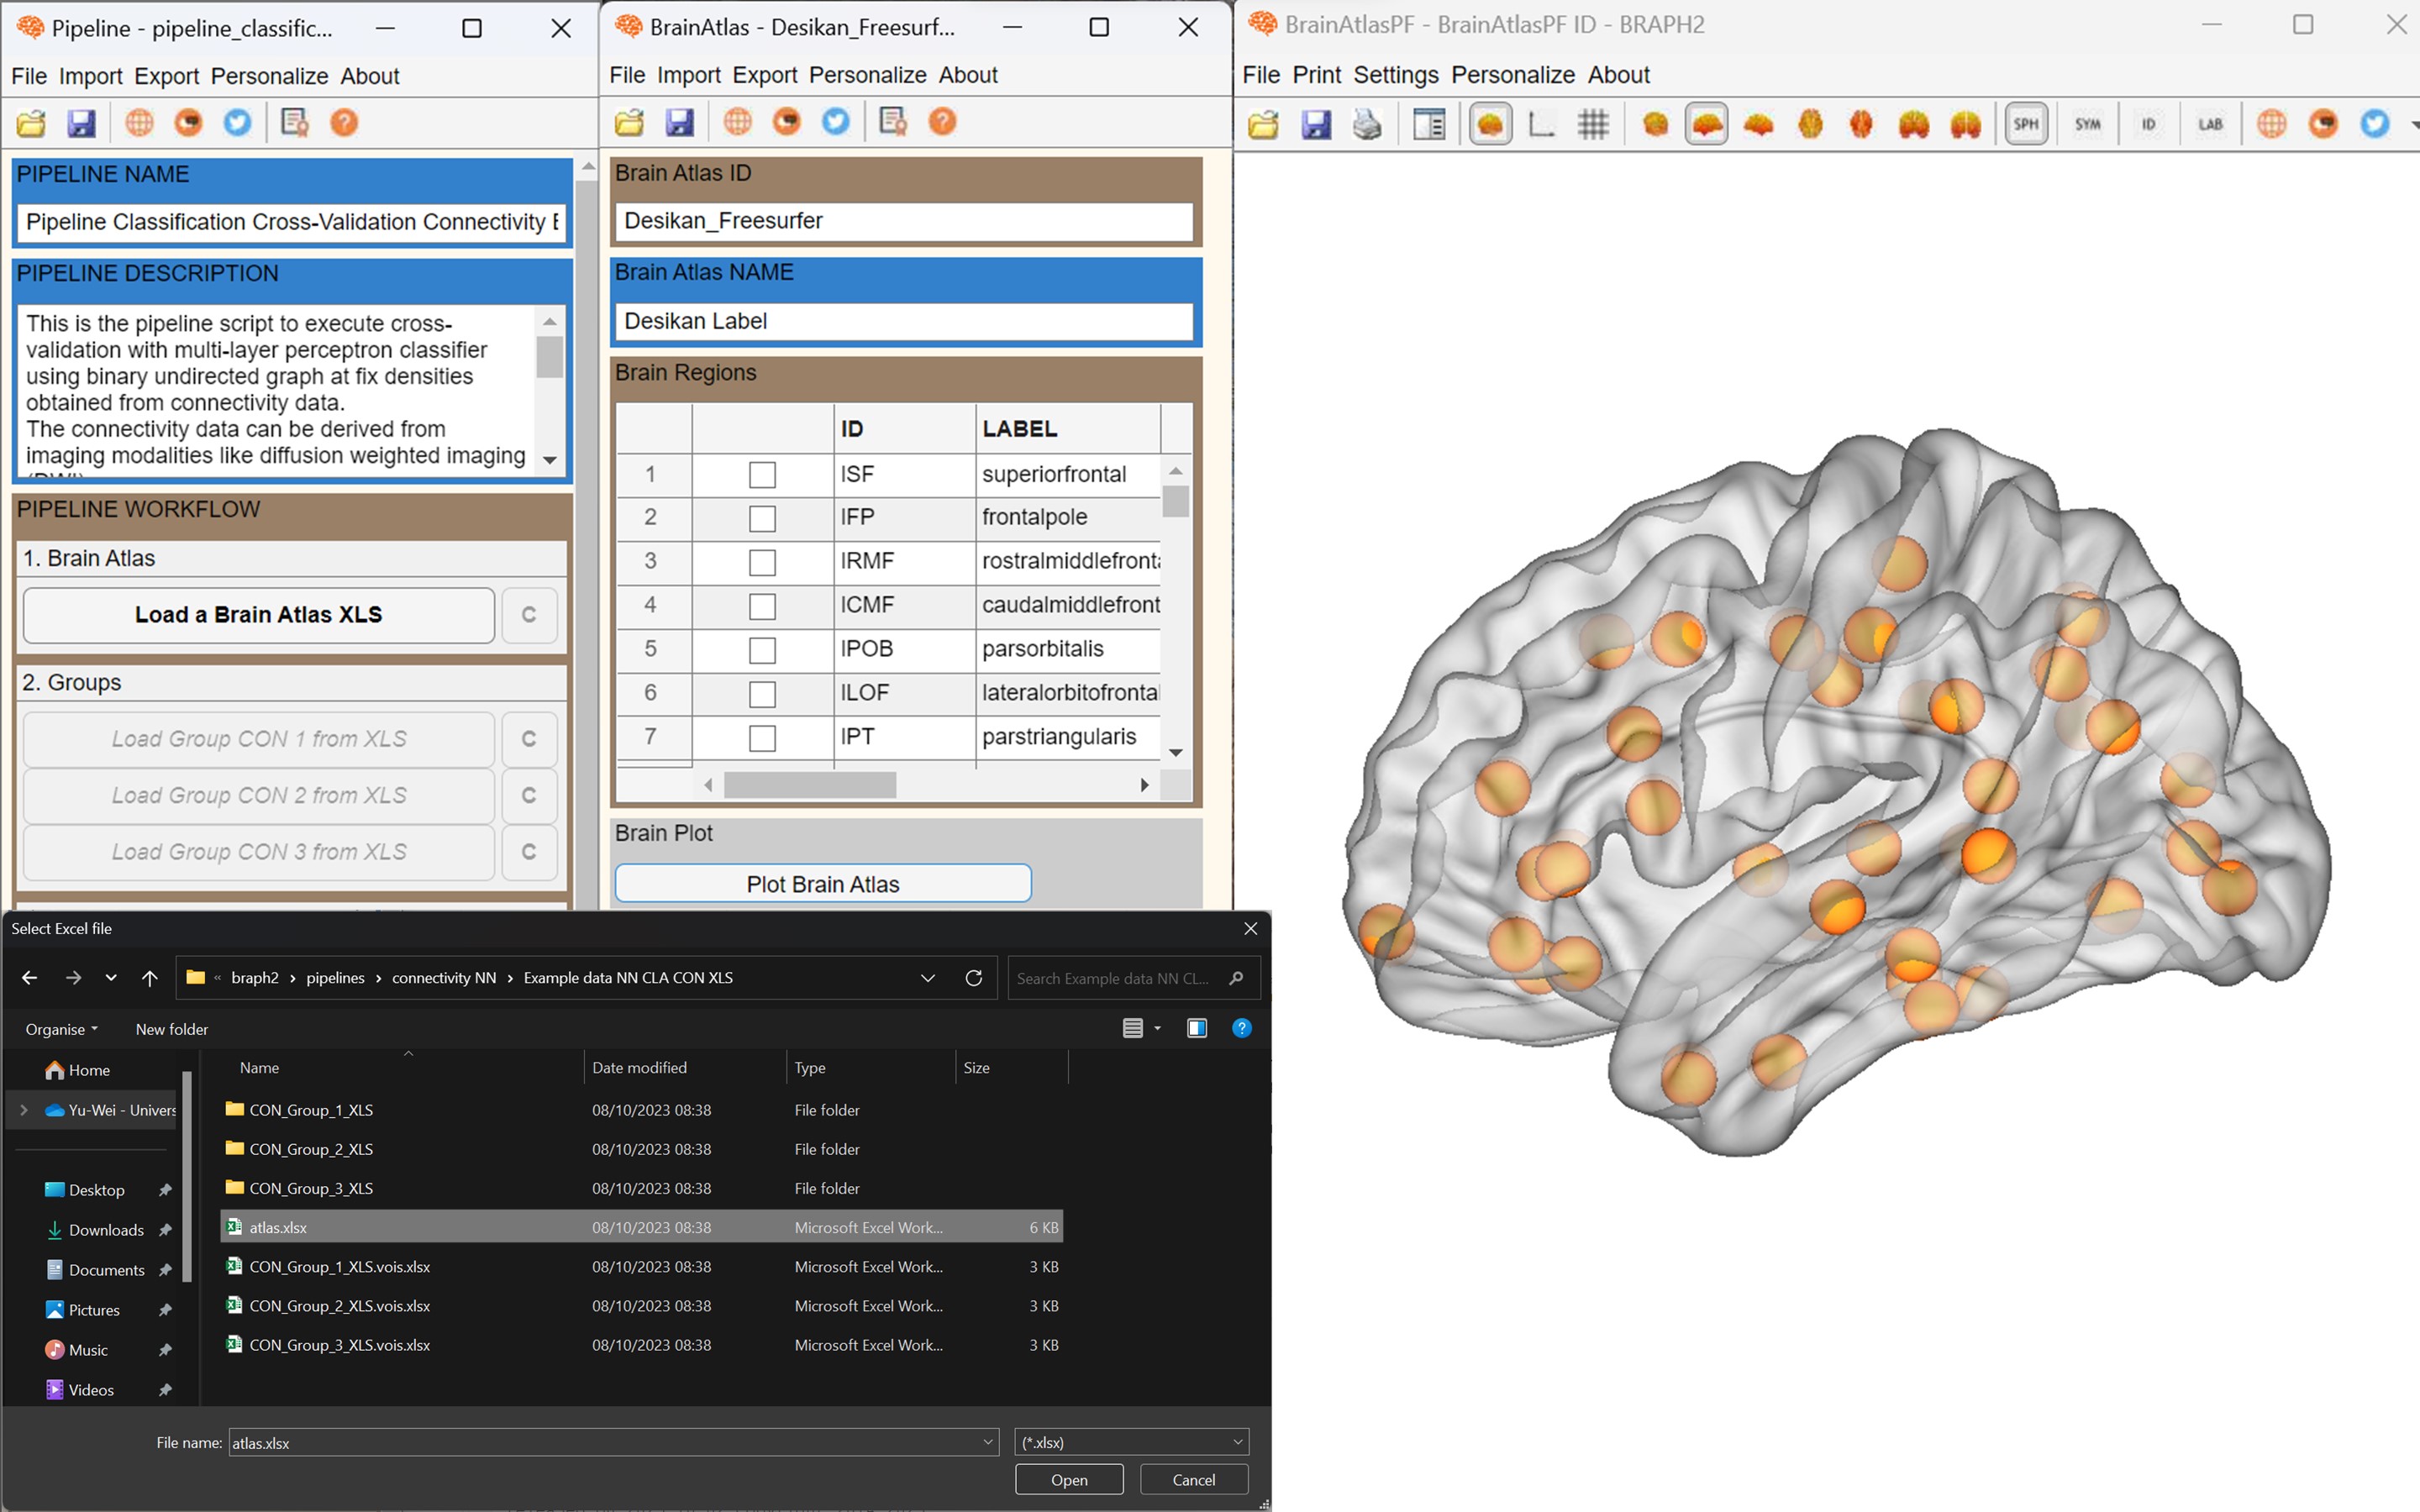 Pipeline - pipeline_classific...
File Import Export Personalize About
PIPELINE NAME
Pipeline Classification Cross-Validation Connectivity
PIPELINE DESCRIPTION
This is the pipeline script to execute cross-
validation with multi-layer perceptron classifier
using binary undirected graph at fix densities
obtained from connectivity data.
The connectivity data can be derived from
imaging modalities like diffusion weighted imaging
PIPELINE WORKFLOW
1. Brain Atlas
Load a Brain Atlas XLS C
2. Groups
Load Group CON 1 from XLS C
Load Group CON 2 from XLS C
Load Group CON 3 from XLS C
BrainAtlas - Desikan_Freesurf...
File Import Export Personalize About
Brain Atlas ID
Desikan_Freesurfer
Brain Atlas NAME
Desikan Label
Brain Regions
ID LABEL
1 lSF superiorfrontal
2 lFP frontalpole
3 lRMF rostralmiddlefront
4 lCMF caudalmiddlefront
5 lPOB parsorbitalis
6 lLOF lateralorbitofrontal
7 lPT parstriangularis
Brain Plot
Plot Brain Atlas
BrainAtlasPF - BrainAtlasPF ID - BRAPH2
File Print Settings Personalize About
SPH SYM ID LAB
Select Excel file
« braph2 › pipelines › connectivity NN › Example data NN CLA CON XLS
Search Example data NN CL...
Organise New folder
Name Date modified Type Size
Home
Yu-Wei - Univers
Desktop
Downloads
Documents
Pictures
Music
Videos
CON_Group_1_XLS 08/10/2023 08:38 File folder
CON_Group_2_XLS 08/10/2023 08:38 File folder
CON_Group_3_XLS 08/10/2023 08:38 File folder
atlas.xlsx 08/10/2023 08:38 Microsoft Excel Work... 6 KB
CON_Group_1_XLS.vois.xlsx 08/10/2023 08:38 Microsoft Excel Work... 3 KB
CON_Group_2_XLS.vois.xlsx 08/10/2023 08:38 Microsoft Excel Work... 3 KB
CON_Group_3_XLS.vois.xlsx 08/10/2023 08:38 Microsoft Excel Work... 3 KB
File name: atlas.xlsx (*.xlsx)
Open Cancel